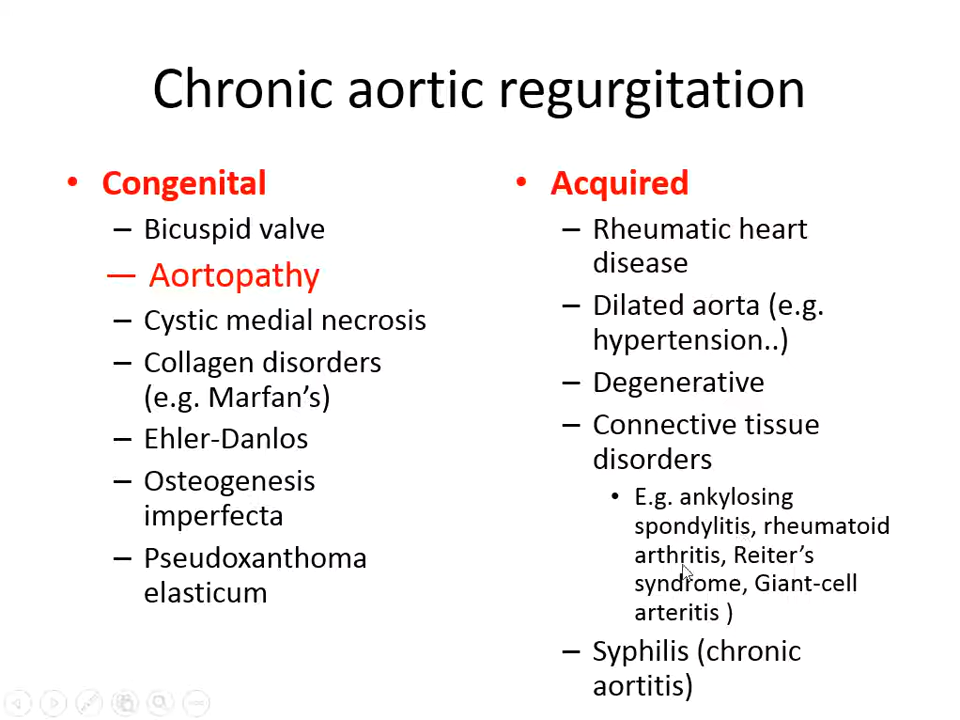 Chronic aortic regurgitation
• Congenital
– Bicuspid valve
— Aortopathy
– Cystic medial necrosis
– Collagen disorders
(e.g. Marfan’s)
– Ehler-Danlos
– Osteogenesis
imperfecta
– Pseudoxanthoma
elasticum
• Acquired
– Rheumatic heart
disease
– Dilated aorta (e.g.
hypertension..)
– Degenerative
– Connective tissue
disorders
• E.g. ankylosing
spondylitis, rheumatoid
arthritis, Reiter’s
syndrome, Giant-cell
arteritis )
– Syphilis (chronic
aortitis)